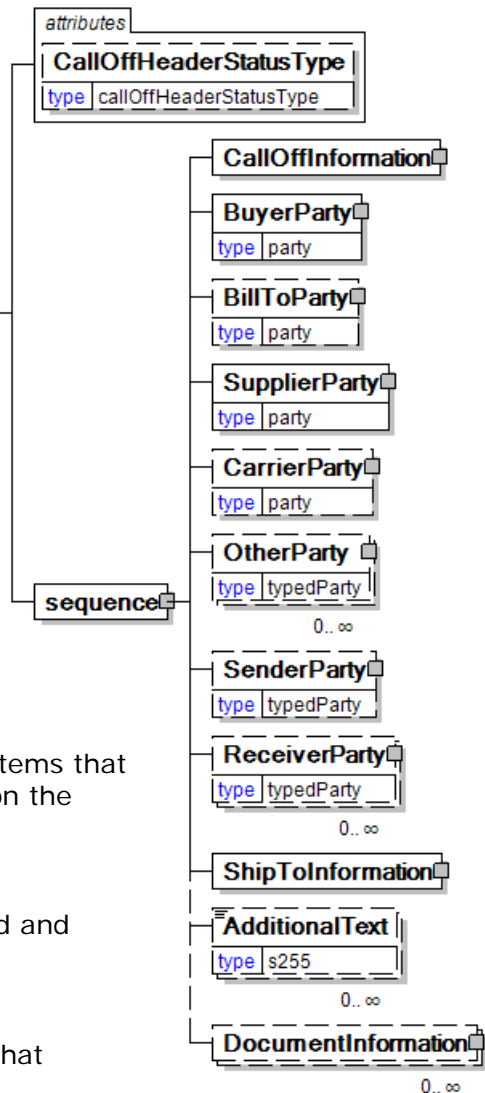 attributes
CallOffHeaderStatusType
type callOffHeaderStatusType
CallOffInformation
BuyerParty
type party
BillToParty
type party
SupplierParty
type party
CarrierParty
type party
OtherParty
type typedParty
0.. ∞
sequence
SenderParty
type typedParty
tems that
ReceiverParty
on the
type typedParty
0.. ∞
ShipToInformation
d and
AdditionalText
type s255
0.. ∞
hat
DocumentInformation
0.. ∞